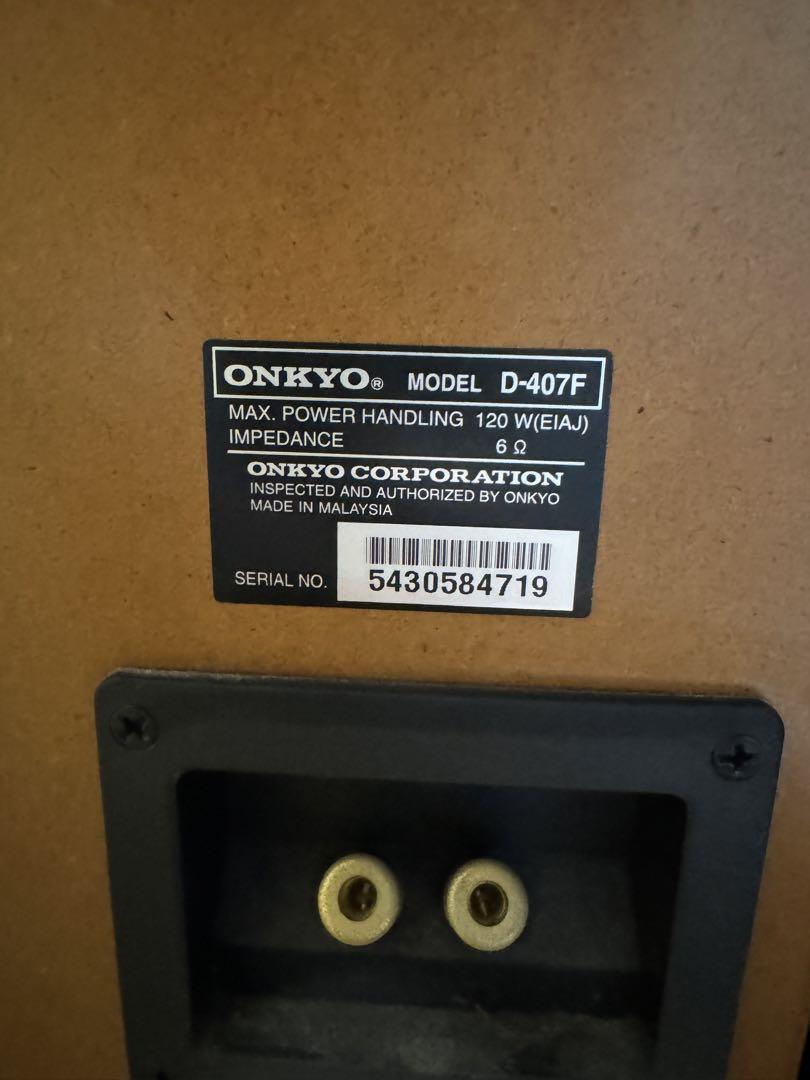 ONKYO® MODEL D-407F
MAX. POWER HANDLING 120 W(EIAJ)
IMPEDANCE 6 Ω
ONKYO CORPORATION
INSPECTED AND AUTHORIZED BY ONKYO
MADE IN MALAYSIA
SERIAL NO. 5430584719